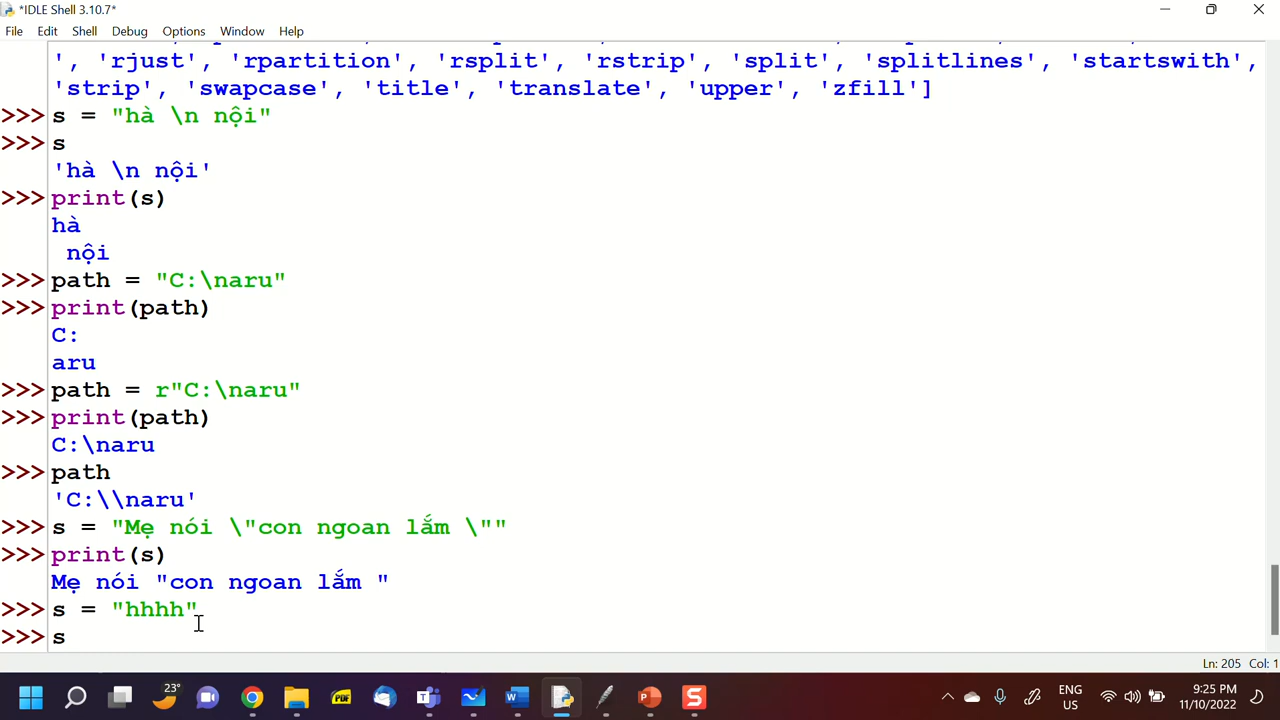 *IDLE Shell 3.10.7*
File Edit Shell Debug Options Window Help
', 'rjust', 'rpartition', 'rsplit', 'rstrip', 'split', 'splitlines', 'startswith',
'strip', 'swapcase', 'title', 'translate', 'upper', 'zfill']
>>> s = "hà \n nội"
>>> s
'hà \n nội'
>>> print(s)
hà
nội
>>> path = "C:\naru"
>>> print(path)
C:
aru
>>> path = r"C:\naru"
>>> print(path)
C:\naru
>>> path
'C:\\naru'
>>> s = "Mẹ nói \"con ngoan lắm \""
>>> print(s)
Mẹ nói "con ngoan lắm "
>>> s = "hhhh"
>>> s
Ln: 205 Col: 1
23°
PDF
ENG
US
9:25 PM
11/10/2022